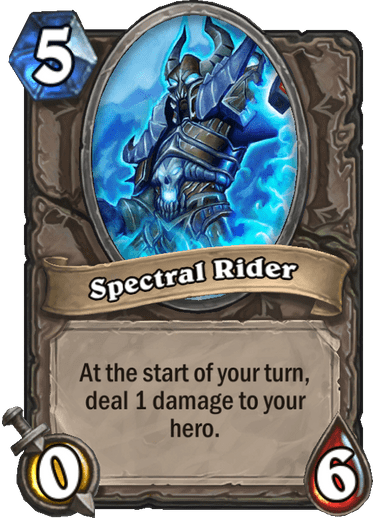 5
Spectral Rider
At the start of your turn,
deal 1 damage to your
hero.
0
6